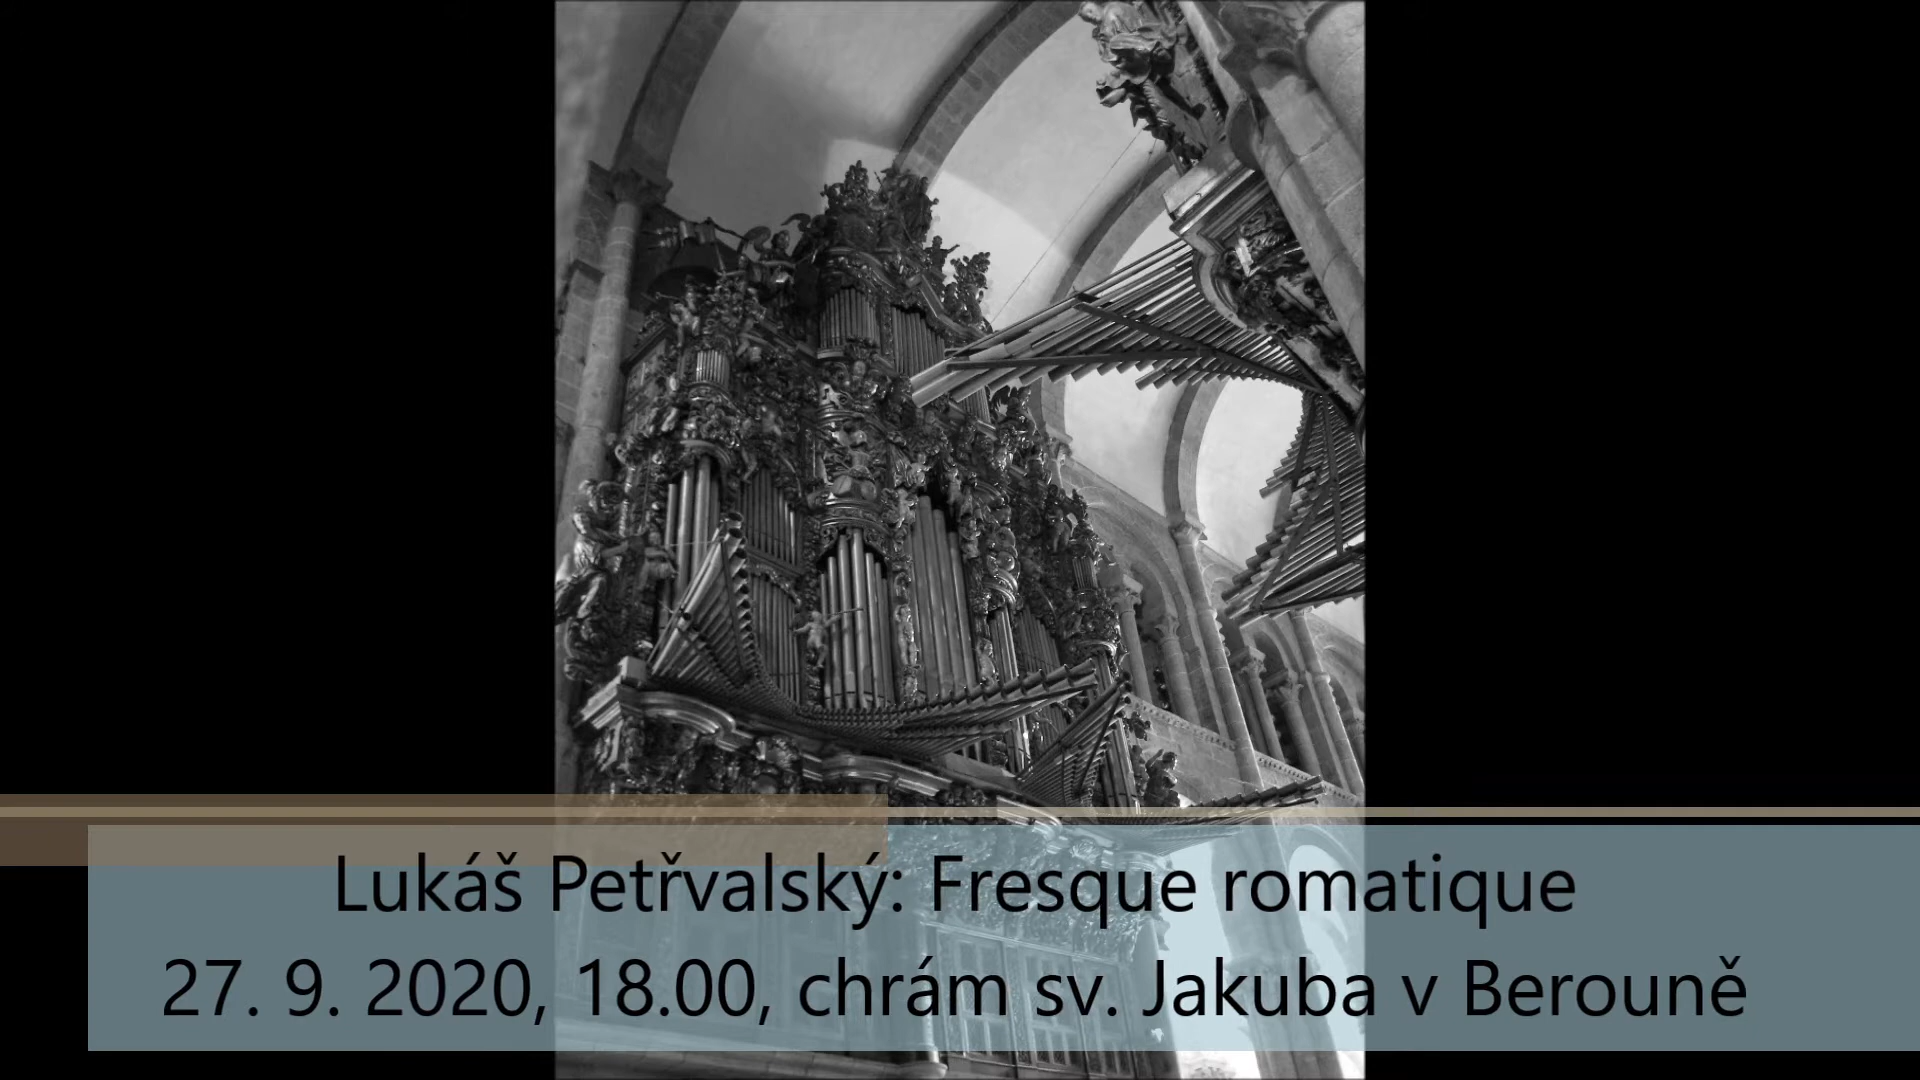 Lukáš Petřvalský: Fresque romatique
27. 9. 2020, 18.00, chrám sv. Jakuba v Berouně